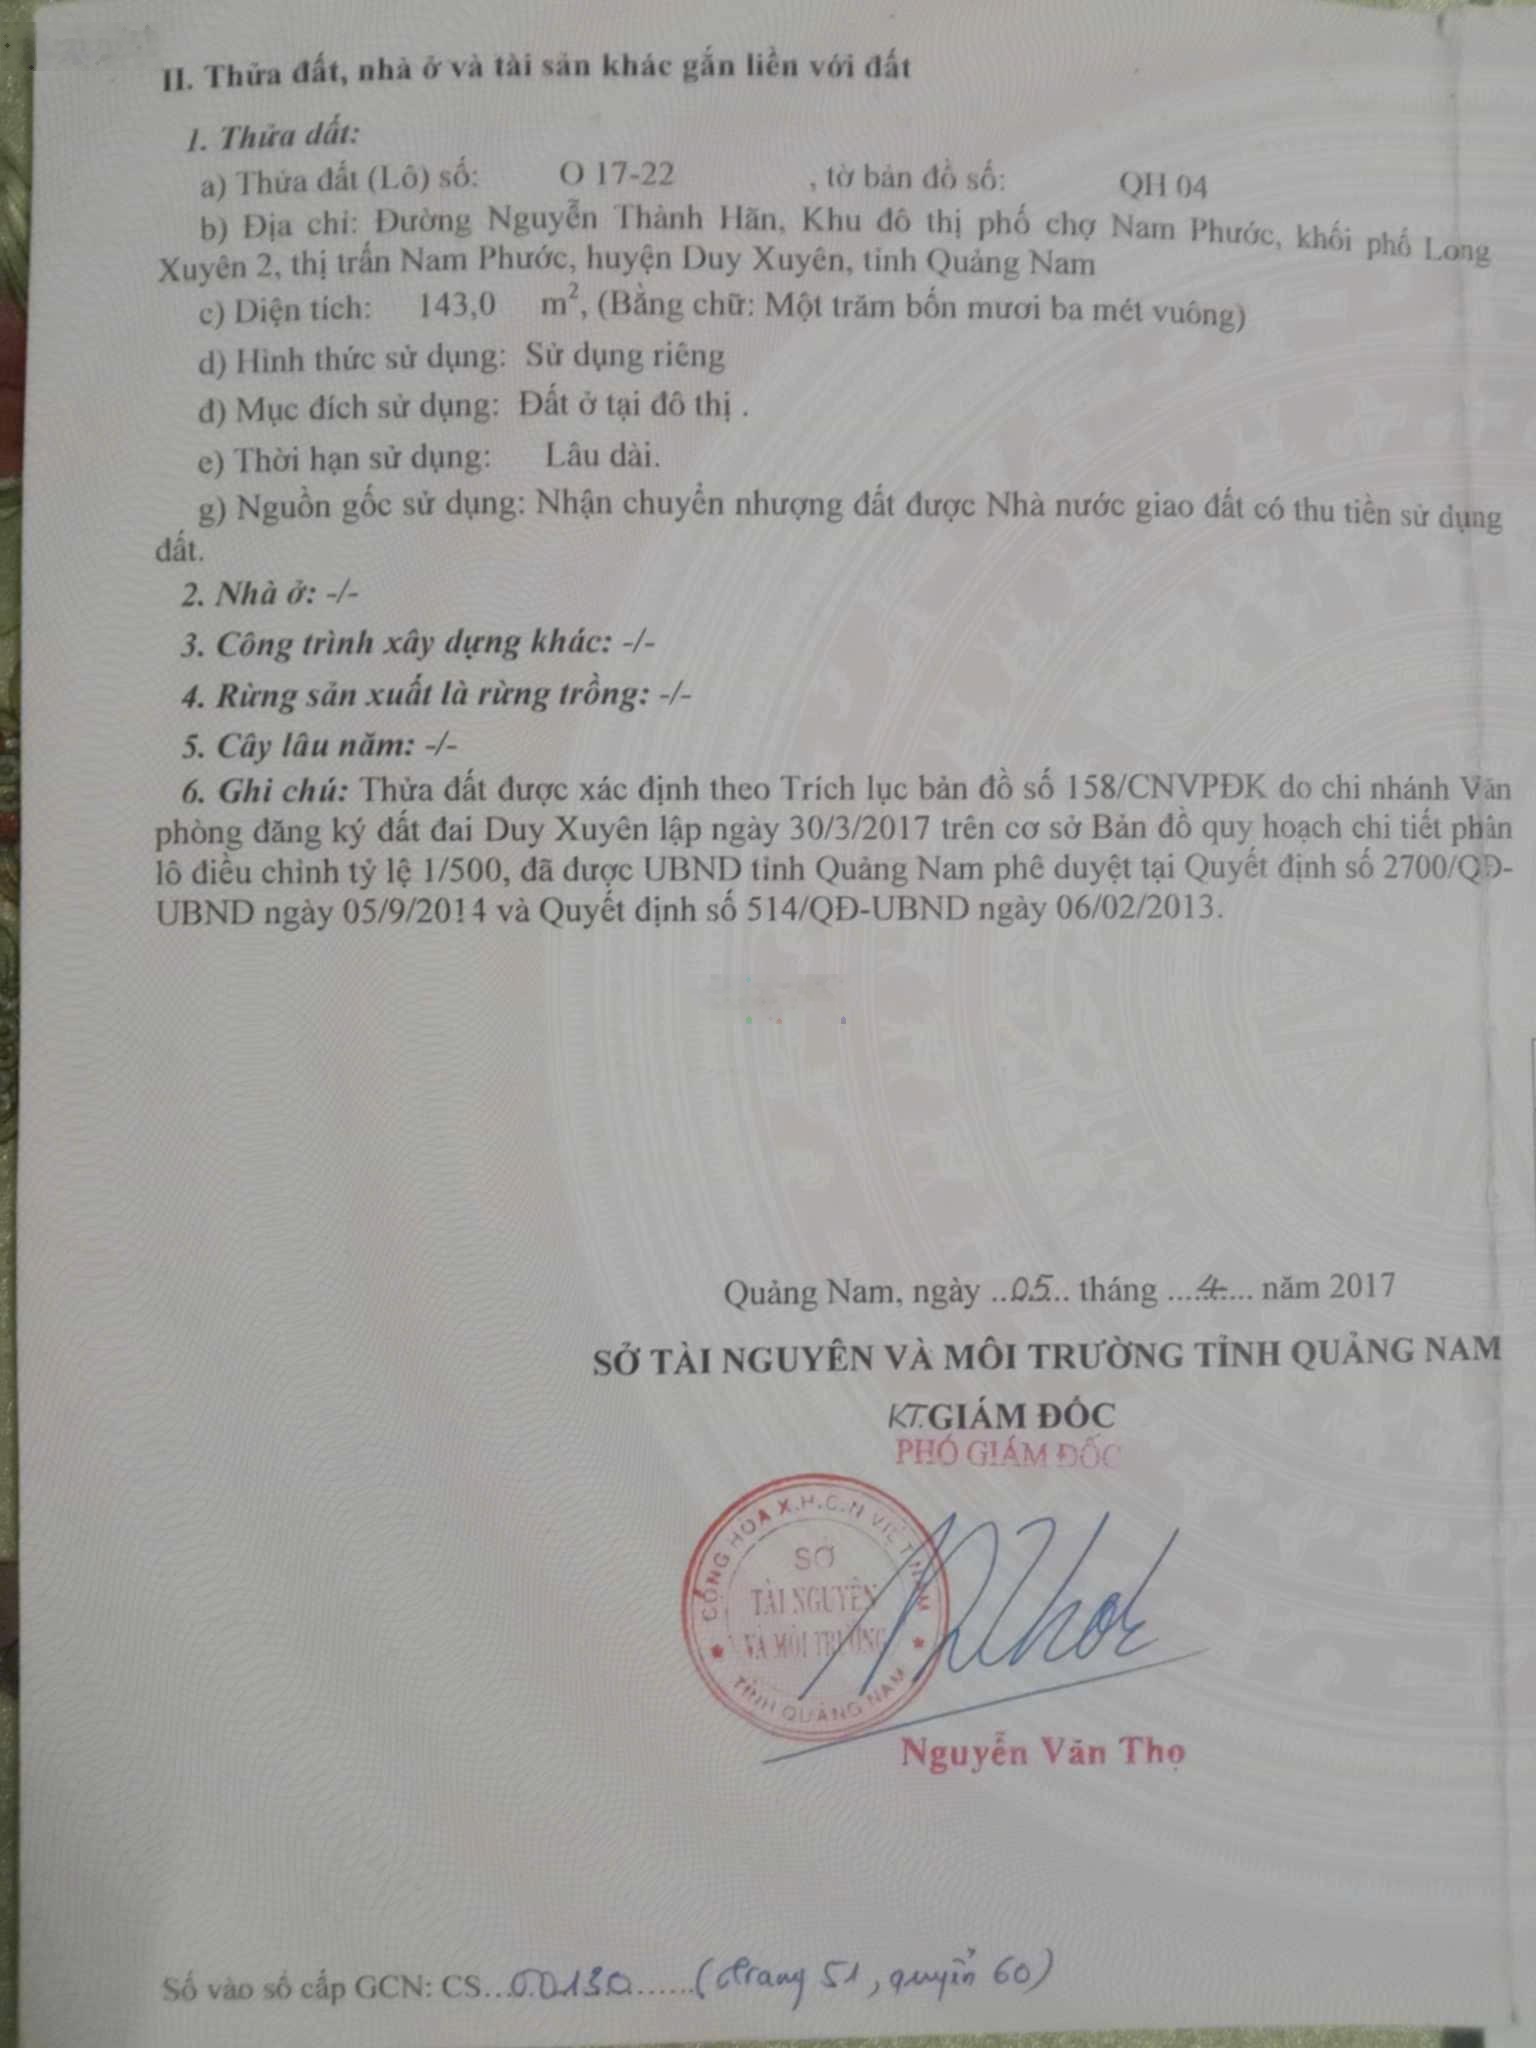 II. Thửa đất, nhà ở và tài sản khác gắn liền với đất
1. Thửa đất:
a) Thửa đất (Lô) số: O 17-22 , tờ bản đồ số: QH 04
b) Địa chỉ: Đường Nguyễn Thành Hãn, Khu đô thị phố chợ Nam Phước, khối phố Long
Xuyên 2, thị trấn Nam Phước, huyện Duy Xuyên, tỉnh Quảng Nam
c) Diện tích: 143,0 m², (Bằng chữ: Một trăm bốn mươi ba mét vuông)
d) Hình thức sử dụng: Sử dụng riêng
đ) Mục đích sử dụng: Đất ở tại đô thị .
e) Thời hạn sử dụng: Lâu dài.
g) Nguồn gốc sử dụng: Nhận chuyển nhượng đất được Nhà nước giao đất có thu tiền sử dụng
đất.
2. Nhà ở: -/-
3. Công trình xây dựng khác: -/-
4. Rừng sản xuất là rừng trồng: -/-
5. Cây lâu năm: -/-
6. Ghi chú: Thửa đất được xác định theo Trích lục bản đồ số 158/CNVPĐK do chi nhánh Văn
phòng đăng ký đất đai Duy Xuyên lập ngày 30/3/2017 trên cơ sở Bản đồ quy hoạch chi tiết phân
lô điều chỉnh tỷ lệ 1/500, đã được UBND tỉnh Quảng Nam phê duyệt tại Quyết định số 2700/QĐ-
UBND ngày 05/9/2014 và Quyết định số 514/QĐ-UBND ngày 06/02/2013.
Quảng Nam, ngày ..05.. tháng ....4.... năm 2017
SỞ TÀI NGUYÊN VÀ MÔI TRƯỜNG TỈNH QUẢNG NAM
KT.GIÁM ĐỐC
PHÓ GIÁM ĐỐC
CỘNG HÒA X.H.C.N VIỆT NAM
SỞ
TÀI NGUYÊN
VÀ MÔI TRƯỜNG
TỈNH QUẢNG NAM
Nguyễn Văn Thọ
Số vào sổ cấp GCN: CS...00130......(trang 51, quyển 60)